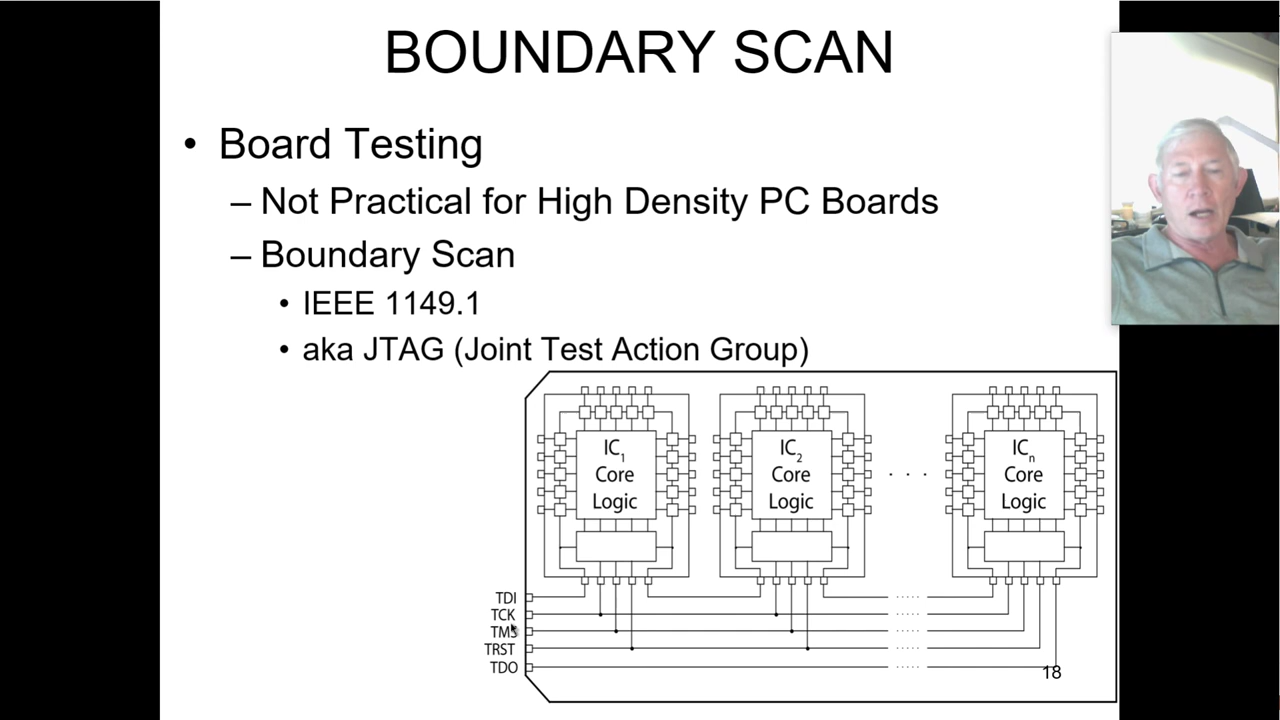 BOUNDARY SCAN
• Board Testing
– Not Practical for High Density PC Boards
– Boundary Scan
• IEEE 1149.1
• aka JTAG (Joint Test Action Group)
IC1 Core Logic
IC2 Core Logic
. . .
ICn Core Logic
TDI
TCK
TMS
TRST
TDO
18